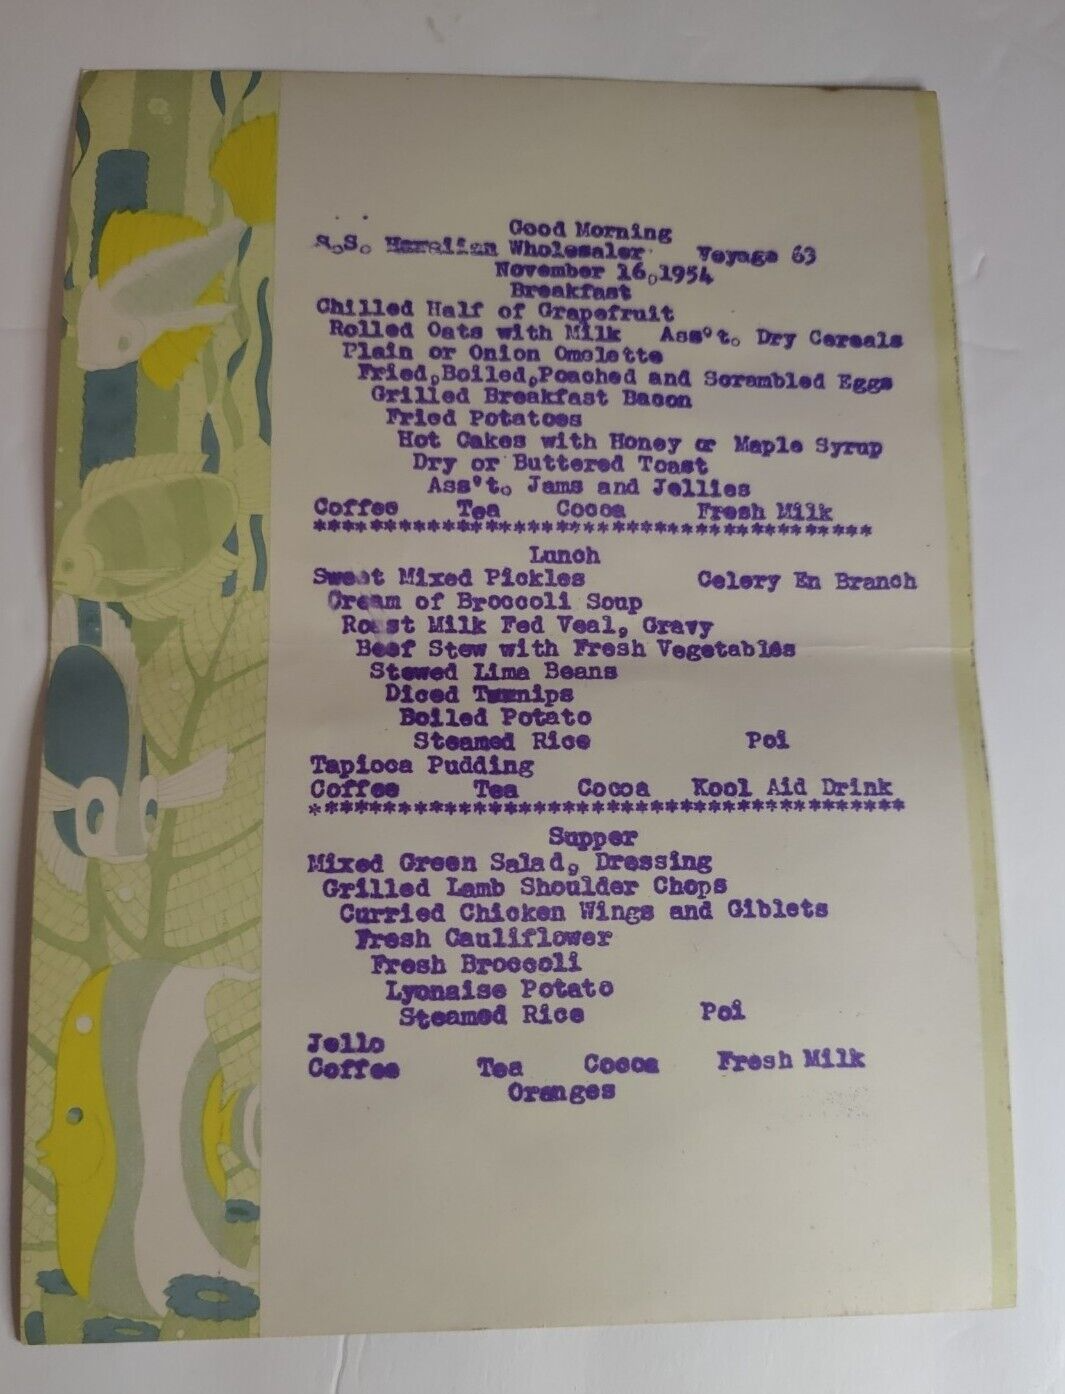 Good Morning
S.S. Hawaiian Wholesaler Voyage 63
November 16,1954
Breakfast
Chilled Half of Grapefruit
Rolled Oats with Milk Ass't. Dry Cereals
Plain or Onion Omelette
Fried,Boiled,Poached and Scrambled Eggs
Grilled Breakfast Bacon
Fried Potatoes
Hot Cakes with Honey or Maple Syrup
Dry or Buttered Toast
Ass't. Jams and Jellies
Coffee Tea Cocoa Fresh Milk
**************************************
Lunch
Sweet Mixed Pickles Celery En Branch
Cream of Broccoli Soup
Roast Milk Fed Veal, Gravy
Beef Stew with Fresh Vegetables
Stewed Lima Beans
Diced Turnips
Boiled Potato
Steamed Rice Poi
Tapioca Pudding
Coffee Tea Cocoa Kool Aid Drink
****************************************
Supper
Mixed Green Salad, Dressing
Grilled Lamb Shoulder Chops
Curried Chicken Wings and Giblets
Fresh Cauliflower
Fresh Broccoli
Lyonaise Potato
Steamed Rice Poi
Jello
Coffee Tea Cocoa Fresh Milk
Oranges